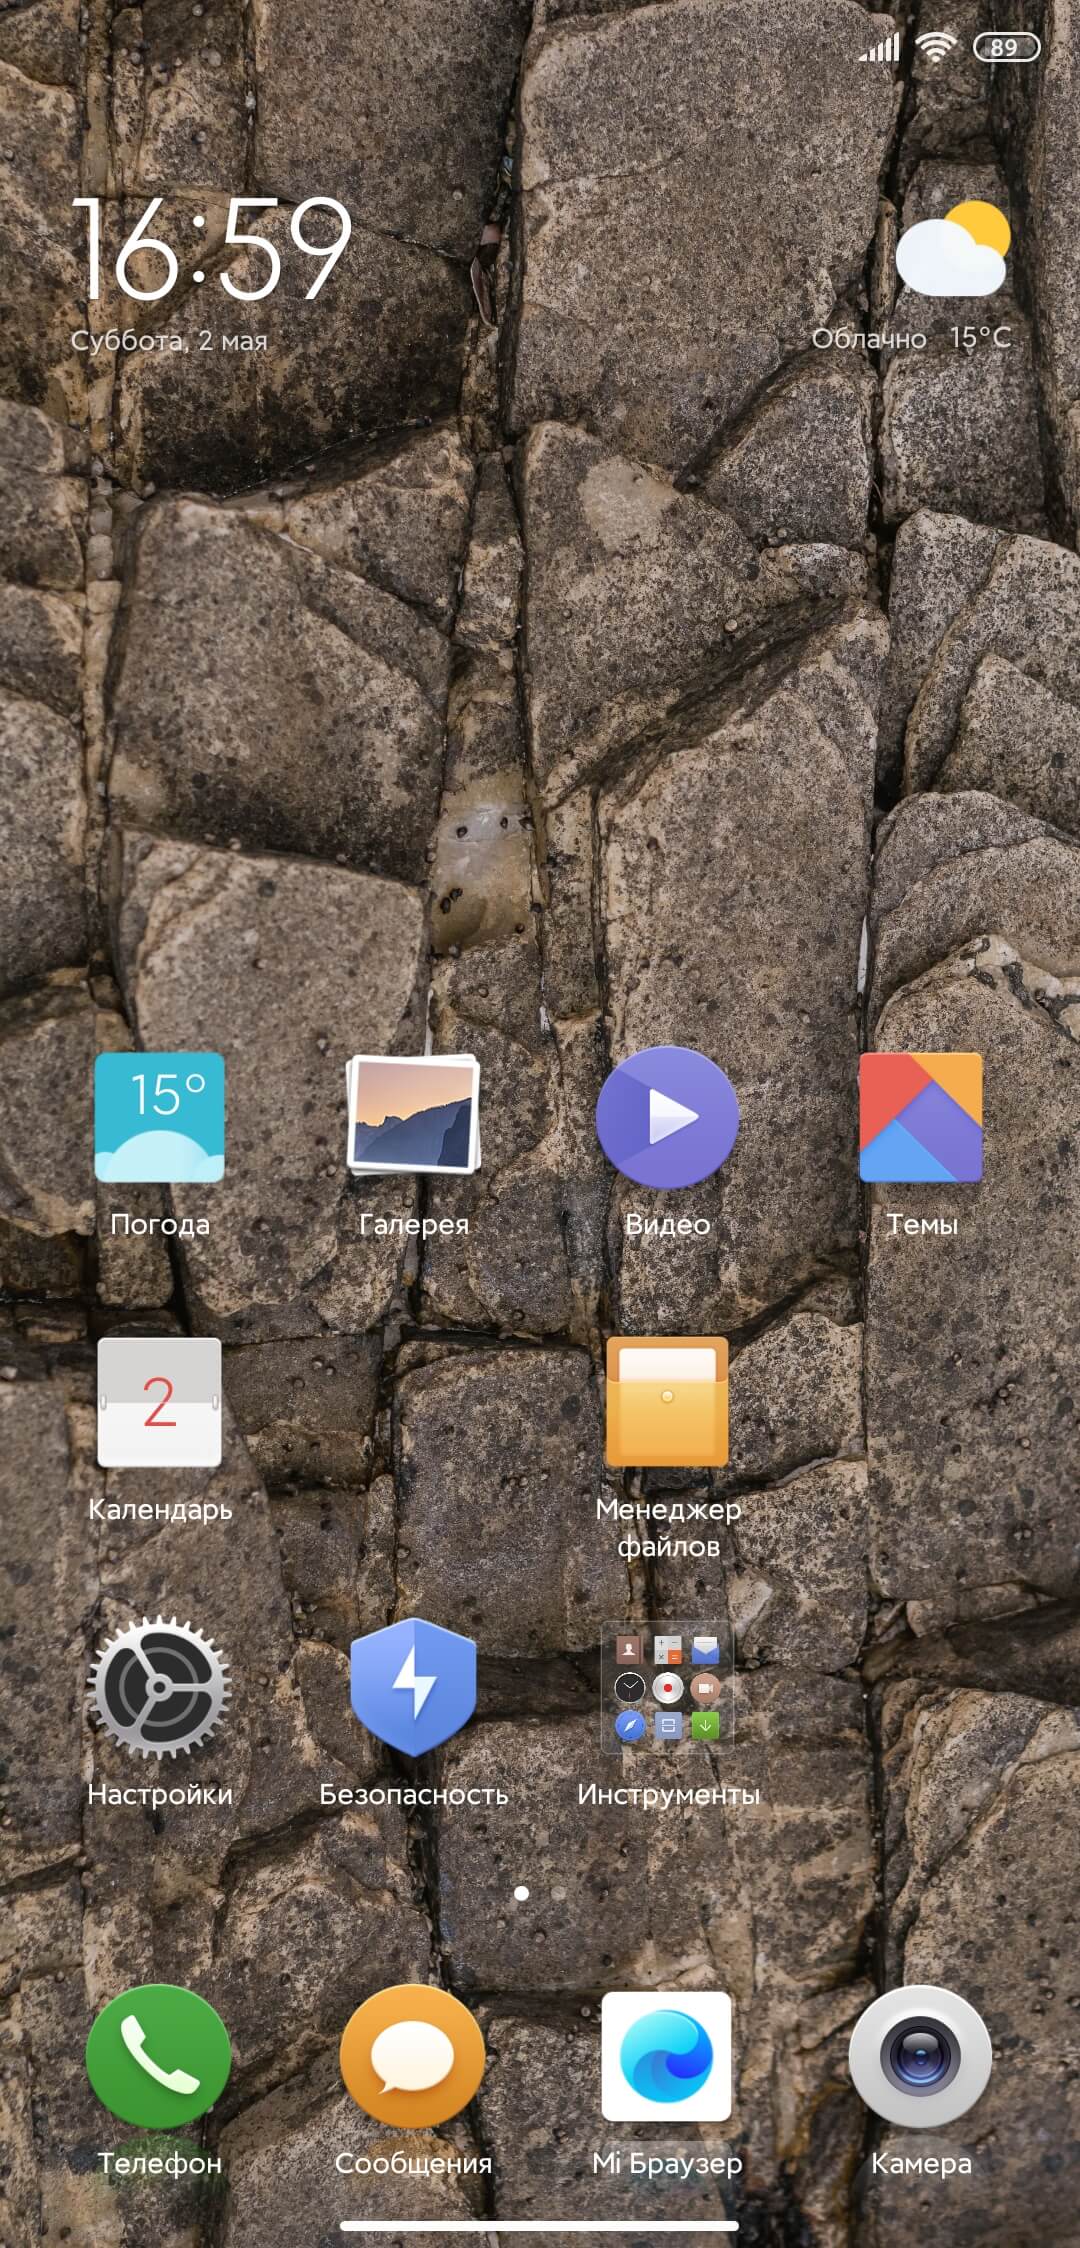 89
16:59
Суббота, 2 мая
Облачно 15°C
15°
Погода
Галерея
Видео
Темы
2
Календарь
Менеджер
файлов
Настройки
Безопасность
Инструменты
Телефон
Сообщения
Mi Браузер
Камера